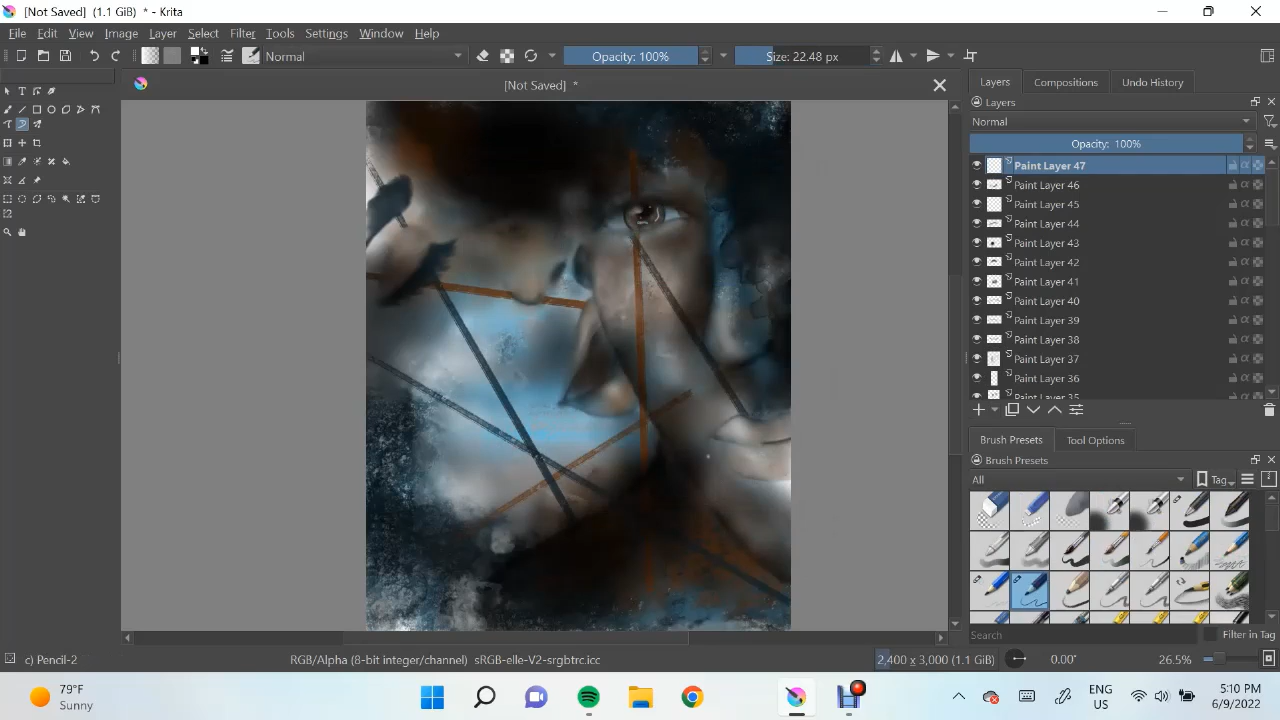 [Not Saved] (1.1 GiB) * - Krita
File Edit View Image Layer Select Filter Tools Settings Window Help
Normal
Opacity: 100%
Size: 22.48 px
[Not Saved] *
Layers Compositions Undo History
Layers
Normal
Opacity: 100%
Paint Layer 47
Paint Layer 46
Paint Layer 45
Paint Layer 44
Paint Layer 43
Paint Layer 42
Paint Layer 41
Paint Layer 40
Paint Layer 39
Paint Layer 38
Paint Layer 37
Paint Layer 36
Paint Layer 35
Brush Presets Tool Options
Brush Presets
All
Tag
Search
Filter in Tag
c) Pencil-2
RGB/Alpha (8-bit integer/channel) sRGB-elle-V2-srgbtrc.icc
2,400 x 3,000 (1.1 GiB)
0.00°
26.5%
79°F
Sunny
ENG
US
5:10 PM
6/9/2022